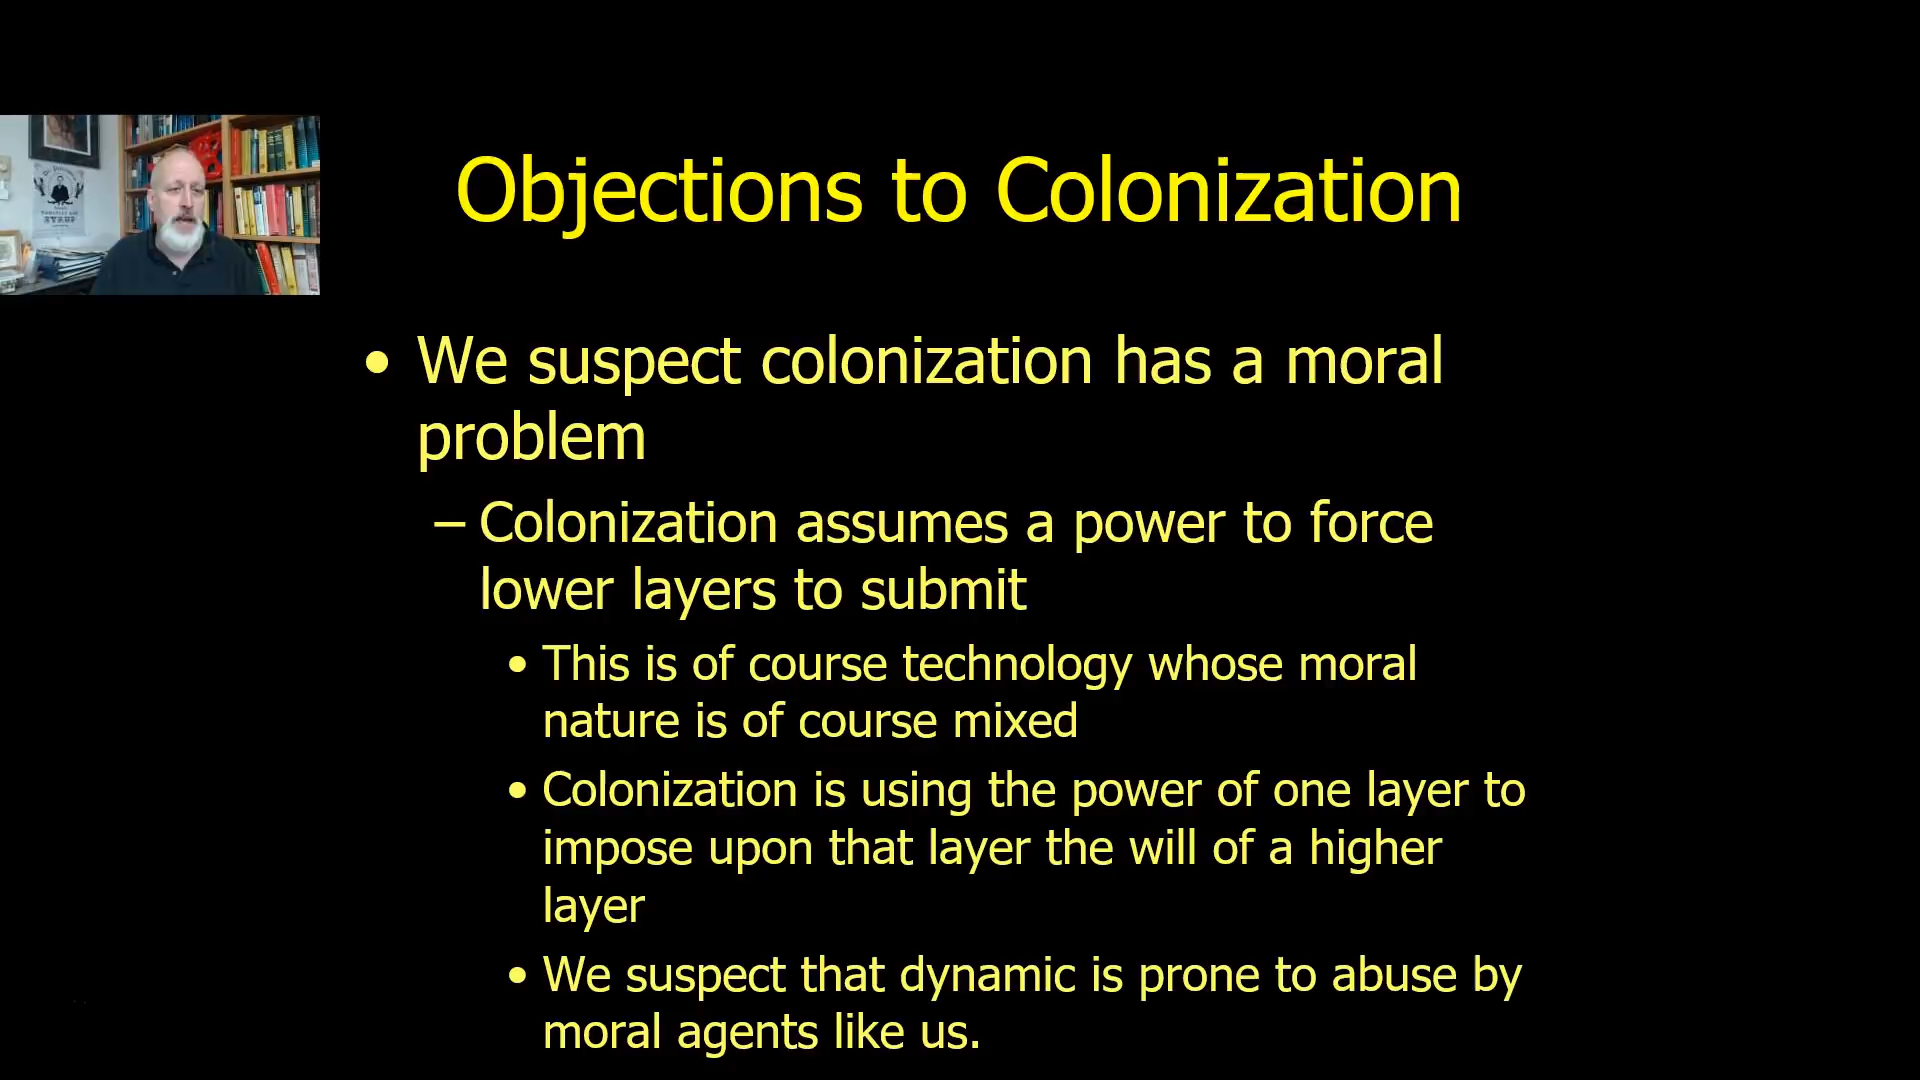 Objections to Colonization
• We suspect colonization has a moral
problem
– Colonization assumes a power to force
lower layers to submit
• This is of course technology whose moral
nature is of course mixed
• Colonization is using the power of one layer to
impose upon that layer the will of a higher
layer
• We suspect that dynamic is prone to abuse by
moral agents like us.
SYRUP